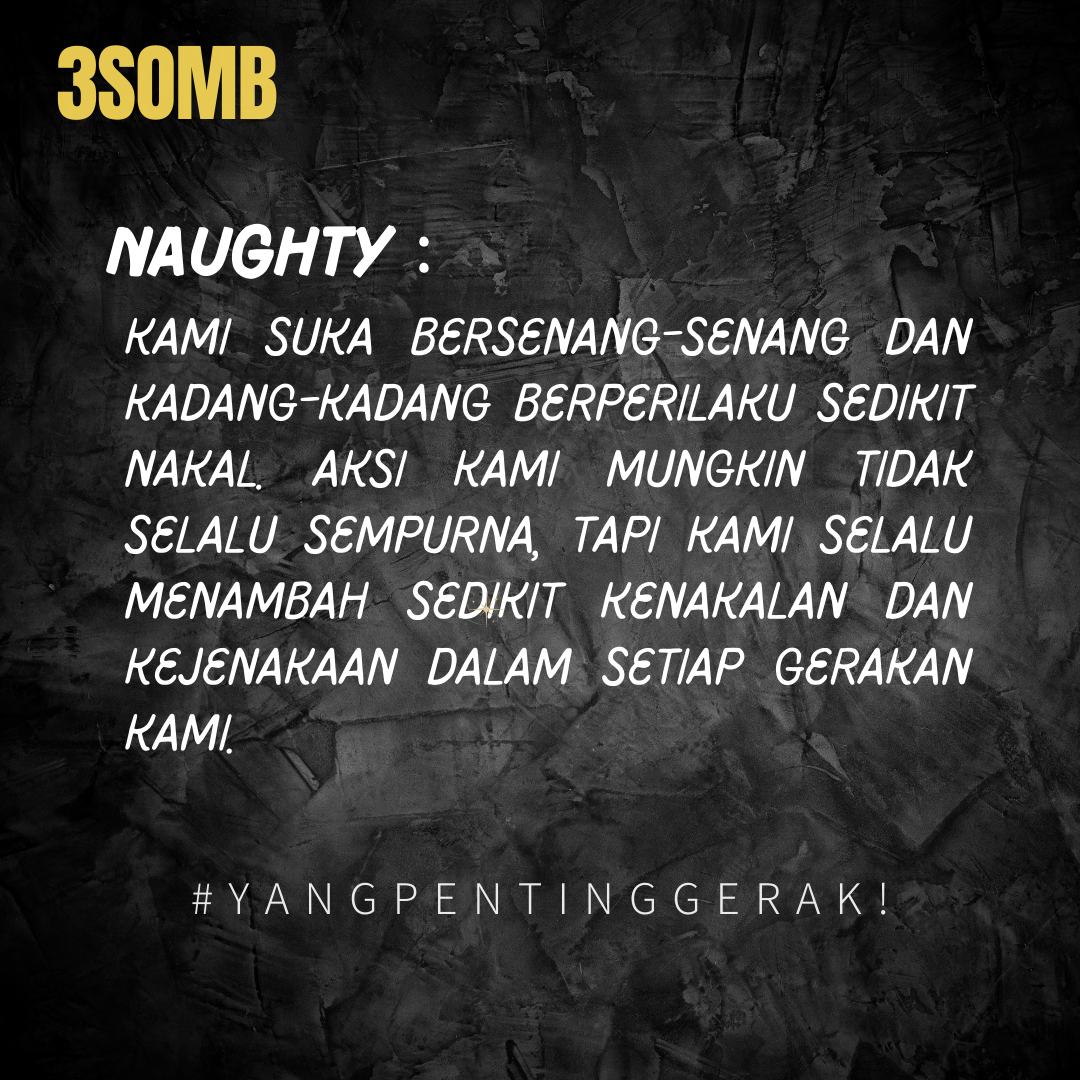 3SOMB
NAUGHTY :
KAMI SUKA BERSENANG-SENANG DAN
KADANG-KADANG BERPERILAKU SEDIKIT
NAKAL. AKSI KAMI MUNGKIN TIDAK
SELALU SEMPURNA, TAPI KAMI SELALU
MENAMBAH SEDIKIT KENAKALAN DAN
KEJENAKAAN DALAM SETIAP GERAKAN
KAMI.
#YANGPENTINGGERAK!